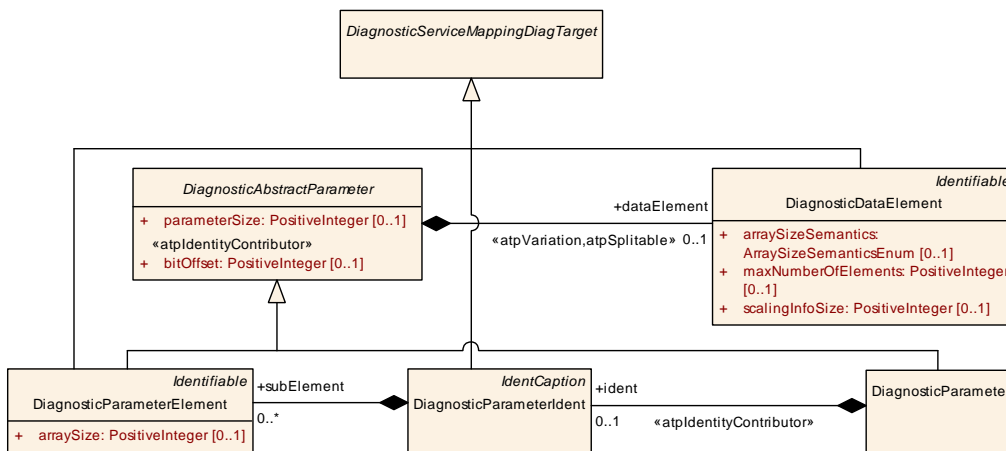 DiagnosticServiceMappingDiagTarget
DiagnosticAbstractParameter
+ parameterSize: PositiveInteger [0..1]
«atpIdentityContributor»
+ bitOffset: PositiveInteger [0..1]
+dataElement
«atpVariation,atpSplitable» 0..1
Identifiable
DiagnosticDataElement
+ arraySizeSemantics:
ArraySizeSemanticsEnum [0..1]
+ maxNumberOfElements: PositiveInteger
[0..1]
+ scalingInfoSize: PositiveInteger [0..1]
Identifiable
DiagnosticParameterElement
+ arraySize: PositiveInteger [0..1]
+subElement
0..*
IdentCaption
DiagnosticParameterIdent
+ident
0..1
«atpIdentityContributor»
DiagnosticParameter